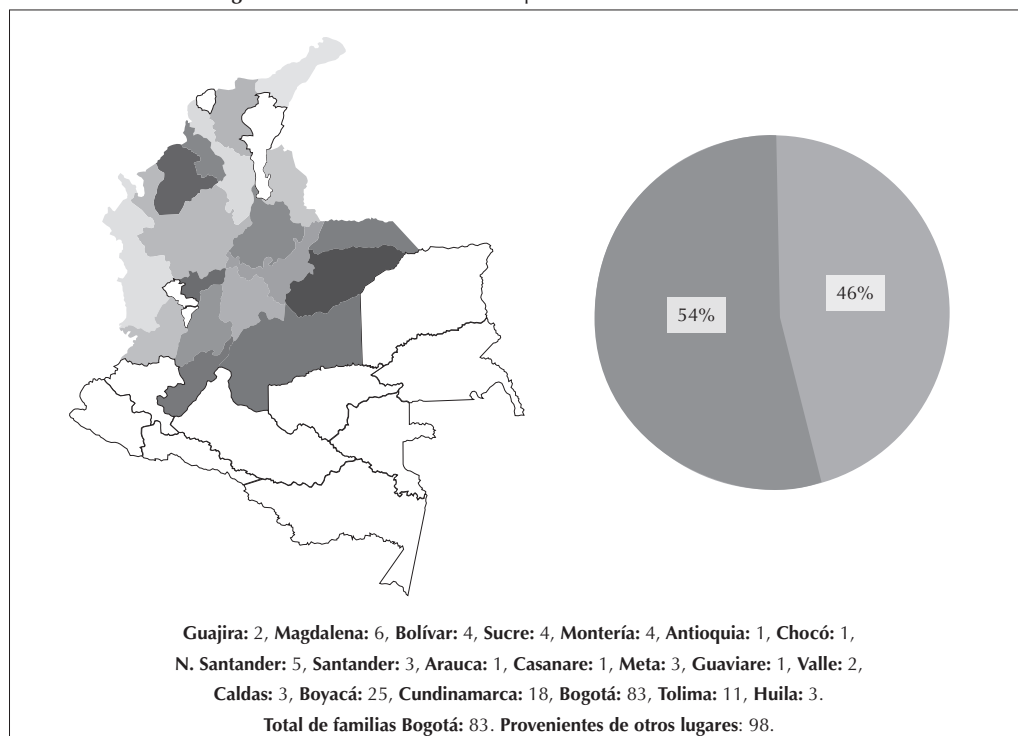 54%
46%
Guajira: 2, Magdalena: 6, Bolívar: 4, Sucre: 4, Montería: 4, Antioquia: 1, Chocó: 1,
N. Santander: 5, Santander: 3, Arauca: 1, Casanare: 1, Meta: 3, Guaviare: 1, Valle: 2,
Caldas: 3, Boyacá: 25, Cundinamarca: 18, Bogotá: 83, Tolima: 11, Huila: 3.
Total de familias Bogotá: 83. Provenientes de otros lugares: 98.